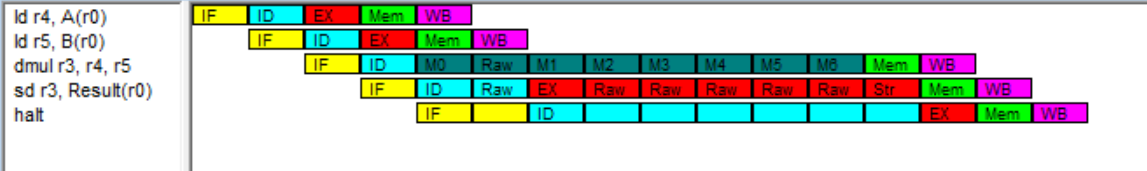 ld r4, A(r0) IF ID EX Mem WB
ld r5, B(r0) IF ID EX Mem WB
dmul r3, r4, r5 IF ID M0 Raw M1 M2 M3 M4 M5 M6 Mem WB
sd r3, Result(r0) IF ID Raw EX Raw Raw Raw Raw Raw Str Mem WB
halt IF ID EX Mem WB